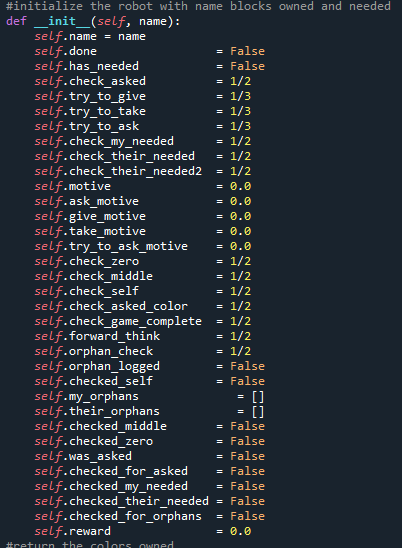 #initialize the robot with name blocks owned and needed
def __init__(self, name):
    self.name = name
    self.done                 = False
    self.has_needed           = False
    self.check_asked          = 1/2
    self.try_to_give          = 1/3
    self.try_to_take          = 1/3
    self.try_to_ask           = 1/3
    self.check_my_needed      = 1/2
    self.check_their_needed   = 1/2
    self.check_their_needed2  = 1/2
    self.motive               = 0.0
    self.ask_motive           = 0.0
    self.give_motive          = 0.0
    self.take_motive          = 0.0
    self.try_to_ask_motive    = 0.0
    self.check_zero           = 1/2
    self.check_middle         = 1/2
    self.check_self           = 1/2
    self.check_asked_color    = 1/2
    self.check_game_complete  = 1/2
    self.forward_think        = 1/2
    self.orphan_check         = 1/2
    self.orphan_logged        = False
    self.checked_self         = False
    self.my_orphans              = []
    self.their_orphans           = []
    self.checked_middle       = False
    self.checked_zero         = False
    self.was_asked            = False
    self.checked_for_asked    = False
    self.checked_my_needed    = False
    self.checked_their_needed = False
    self.checked_for_orphans  = False
    self.reward               = 0.0
#return the colors owned